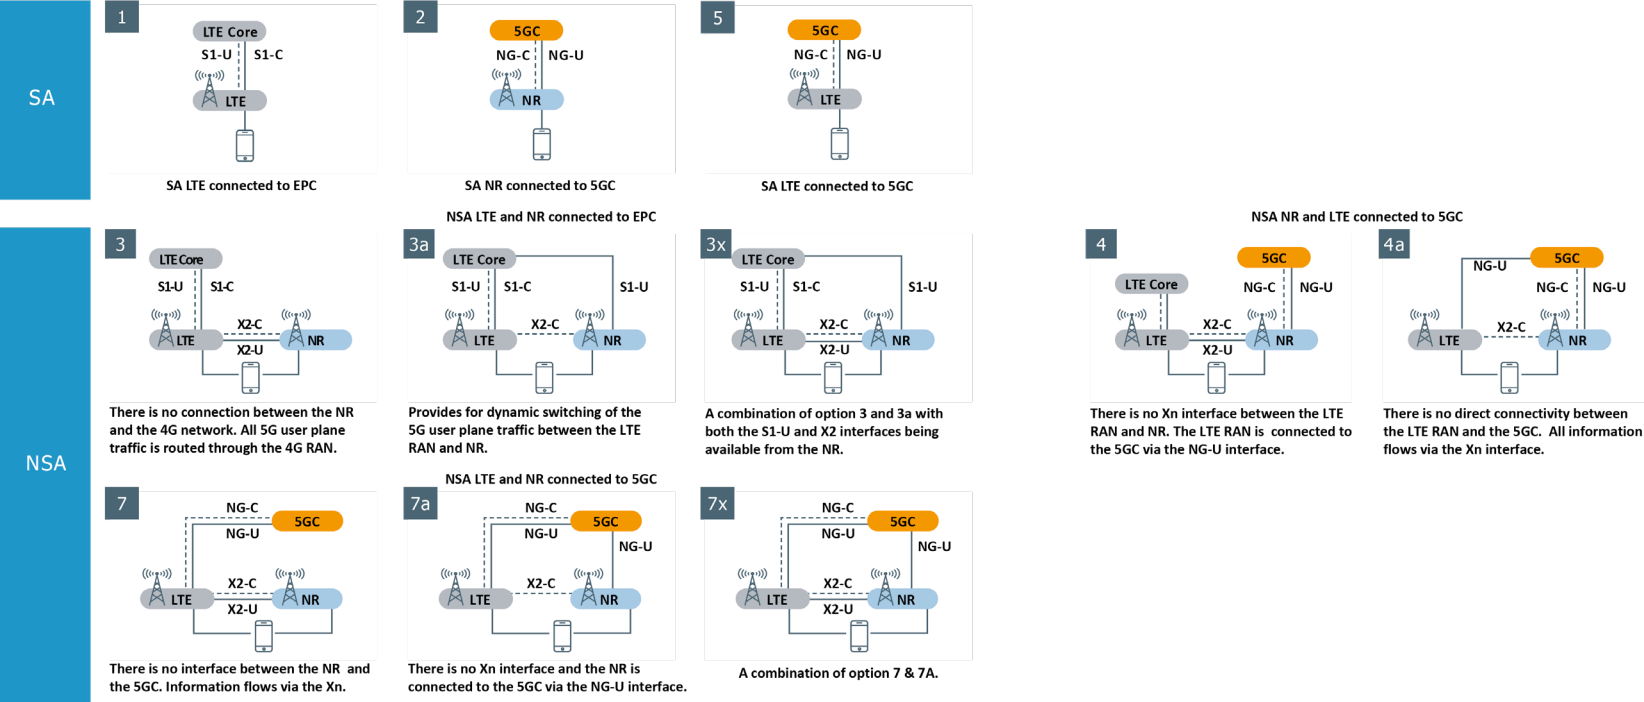 SA
1
LTE Core
S1-U
S1-C
LTE
SA LTE connected to EPC
2
5GC
NG-C
NG-U
NR
SA NR connected to 5GC
5
5GC
NG-C
NG-U
LTE
SA LTE connected to 5GC
NSA
NSA LTE and NR connected to EPC
3
LTE Core
S1-U
S1-C
X2-C
LTE
NR
X2-U
There is no connection between the NR
and the 4G network. All 5G user plane
traffic is routed through the 4G RAN.
3a
LTE Core
S1-U
S1-C
S1-U
X2-C
LTE
NR
Provides for dynamic switching of the
5G user plane traffic between the LTE
RAN and NR.
3x
LTE Core
S1-U
S1-C
S1-U
X2-C
LTE
NR
X2-U
A combination of option 3 and 3a with
both the S1-U and X2 interfaces being
available from the NR.
NSA NR and LTE connected to 5GC
4
5GC
LTE Core
NG-C
NG-U
X2-C
LTE
NR
X2-U
There is no Xn interface between the LTE
RAN and NR. The LTE RAN is connected to
the 5GC via the NG-U interface.
4a
5GC
NG-U
NG-C
NG-U
X2-C
LTE
NR
There is no direct connectivity between
the LTE RAN and the 5GC. All information
flows via the Xn interface.
NSA LTE and NR connected to 5GC
7
NG-C
5GC
NG-U
X2-C
LTE
NR
X2-U
There is no interface between the NR and
the 5GC. Information flows via the Xn.
7a
NG-C
5GC
NG-U
NG-U
X2-C
LTE
NR
There is no Xn interface and the NR is
connected to the 5GC via the NG-U interface.
7x
NG-C
5GC
NG-U
NG-U
X2-C
LTE
NR
X2-U
A combination of option 7 & 7A.